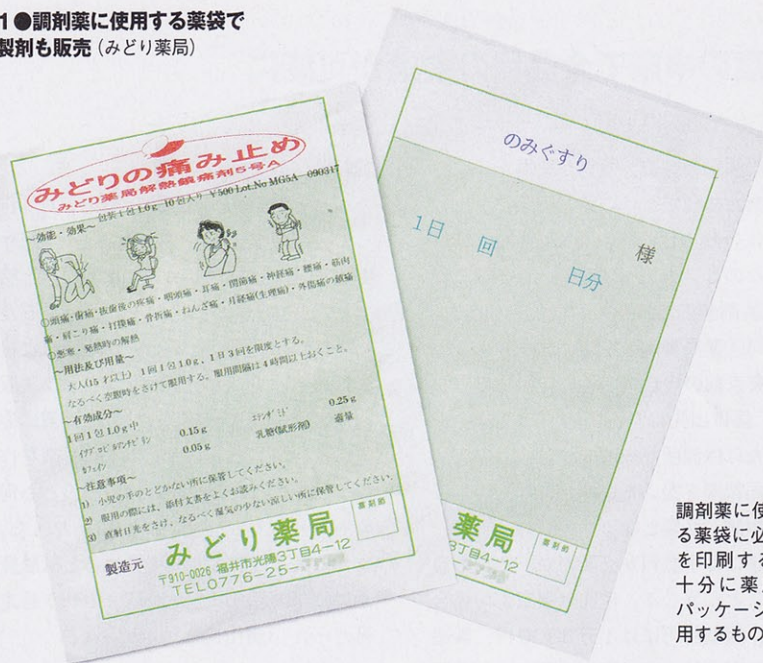 1●調剤薬に使用する薬袋で
製剤も販売(みどり薬局)
みどりの痛み止め
みどり薬局解熱鎮痛剤5号A
包装1包1.0g 10包入り ¥500 Lot.No MG5A 090317
~効能・効果~
○頭痛・歯痛・抜歯後の疼痛・咽頭痛・耳痛・関節痛・神経痛・腰痛・筋肉
痛・肩こり痛・打撲痛・骨折痛・ねんざ痛・月経痛(生理痛)・外傷痛の鎮痛
○悪寒・発熱時の解熱
~用法及び用量~
大人(15才以上) 1回1包1.0g、1日3回を限度とする。
なるべく空腹時をさけて服用する。服用間隔は4時間以上おくこと。
~有効成分~
1回1包1.0g中
イソプロピルアンチピリン 0.15g エテンザミド 0.25g
カフェイン 0.05g 乳糖(賦形剤) 適量
~注意事項~
1) 小児の手のとどかない所に保管してください。
2) 服用の際には、添付文書をよくお読みください。
3) 直射日光をさけ、なるべく湿気の少ない涼しい所に保管してください。
製造元 みどり薬局
薬剤師
〒910-0026 福井市光陽3丁目4-12
TEL0776-25-
のみぐすり
様
1日 回 日分
薬局
薬剤師
3丁目4-12
調剤薬に使
る薬袋に必
を印刷する
十分に薬
パッケージ
用するもの